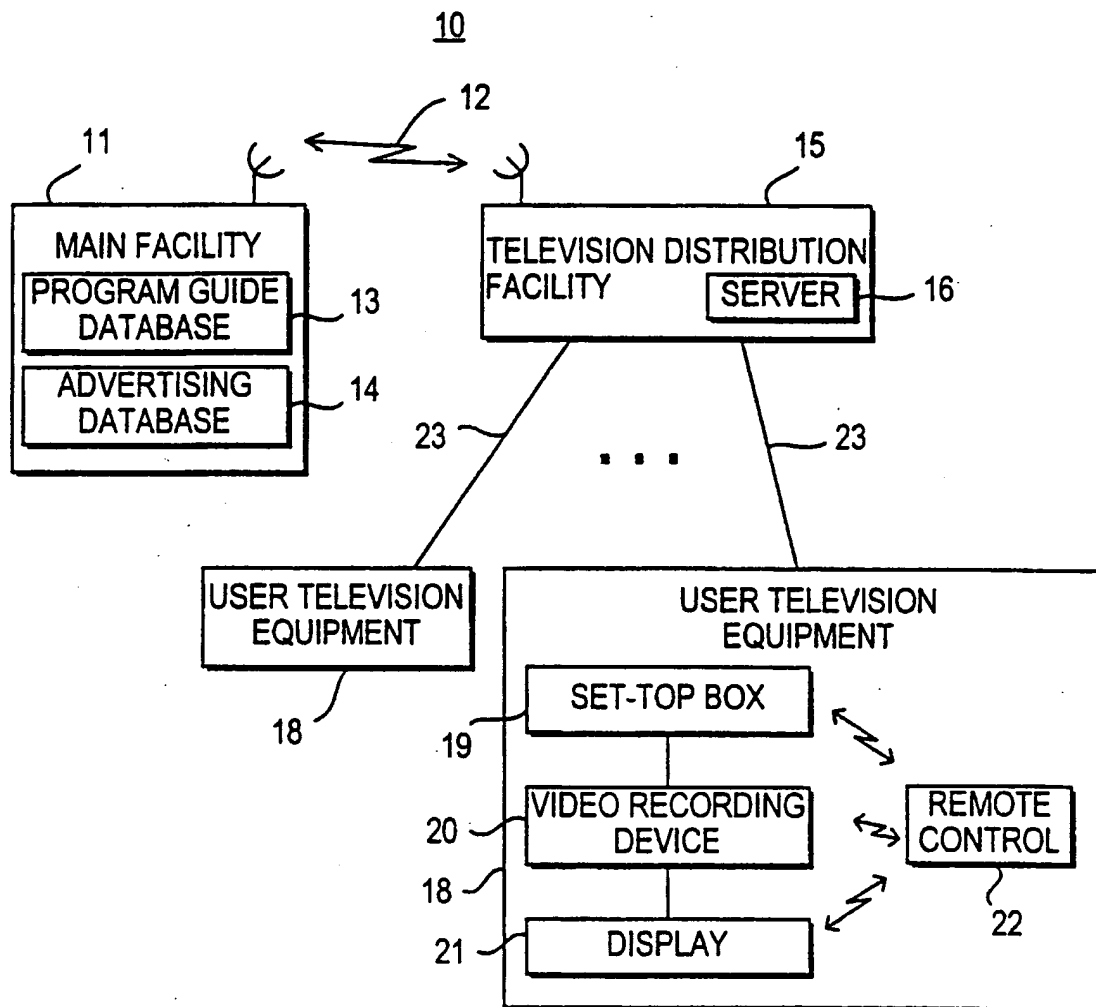 10
12
11
15
MAIN FACILITY
PROGRAM GUIDE
DATABASE
13
ADVERTISING
DATABASE
14
TELEVISION DISTRIBUTION
FACILITY
SERVER
16
23
23
. . .
USER TELEVISION
EQUIPMENT
18
USER TELEVISION
EQUIPMENT
SET-TOP BOX
19
VIDEO RECORDING
DEVICE
20
REMOTE
CONTROL
22
18
DISPLAY
21